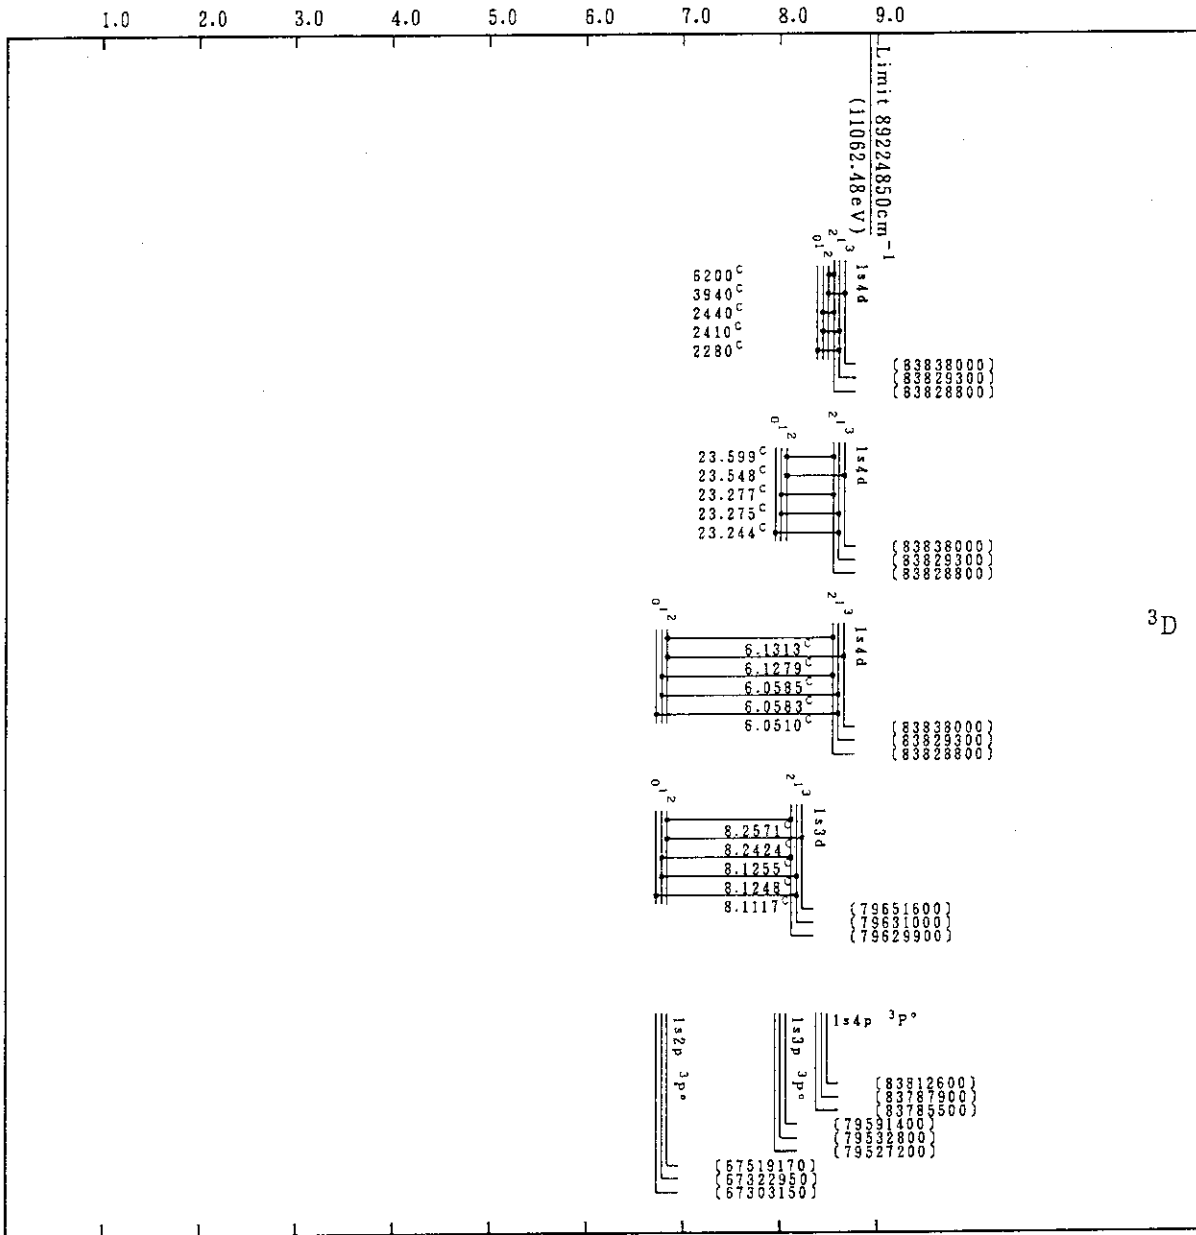 1.0 2.0 3.0 4.0 5.0 6.0 7.0 8.0 9.0
Limit 89224850cm⁻¹
(11062.48eV)
0 1 2
2 1 3
1s4d
6200ᶜ
3940ᶜ
2440ᶜ
2410ᶜ
2280ᶜ
[83838000]
[83829300]
[83828800]
0 1 2
2 1 3
1s4d
23.599ᶜ
23.548ᶜ
23.277ᶜ
23.275ᶜ
23.244ᶜ
[83838000]
[83829300]
[83828800]
³D
0 1 2
2 1 3
1s4d
6.1313ᶜ
6.1279ᶜ
6.0585ᶜ
6.0583ᶜ
6.0510ᶜ
[83838000]
[83829300]
[83828800]
0 1 2
2 1 3
1s3d
8.2571ᶜ
8.2424ᶜ
8.1255ᶜ
8.1248ᶜ
8.1117ᶜ
[79651600]
[79631000]
[79629900]
1s2p ³P°
1s3p ³P°
1s4p ³P°
[83812600]
[83787900]
[83785500]
[79591400]
[79532800]
[79527200]
[67519170]
[67322950]
[67303150]